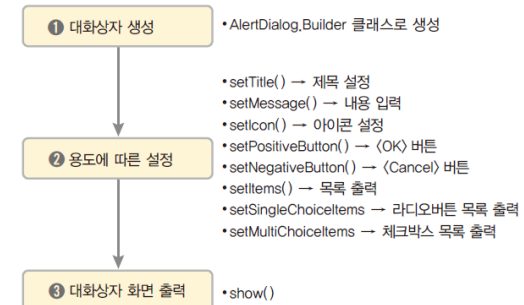 ❶ 대화상자 생성
• AlertDialog.Builder 클래스로 생성
❷ 용도에 따른 설정
• setTitle( ) → 제목 설정
• setMessage( ) → 내용 입력
• setIcon( ) → 아이콘 설정
• setPositiveButton( ) → 〈OK〉 버튼
• setNegativeButton( ) → 〈Cancel〉 버튼
• setItems( ) → 목록 출력
• setSingleChoiceItems → 라디오버튼 목록 출력
• setMultiChoiceItems → 체크박스 목록 출력
❸ 대화상자 화면 출력
• show( )